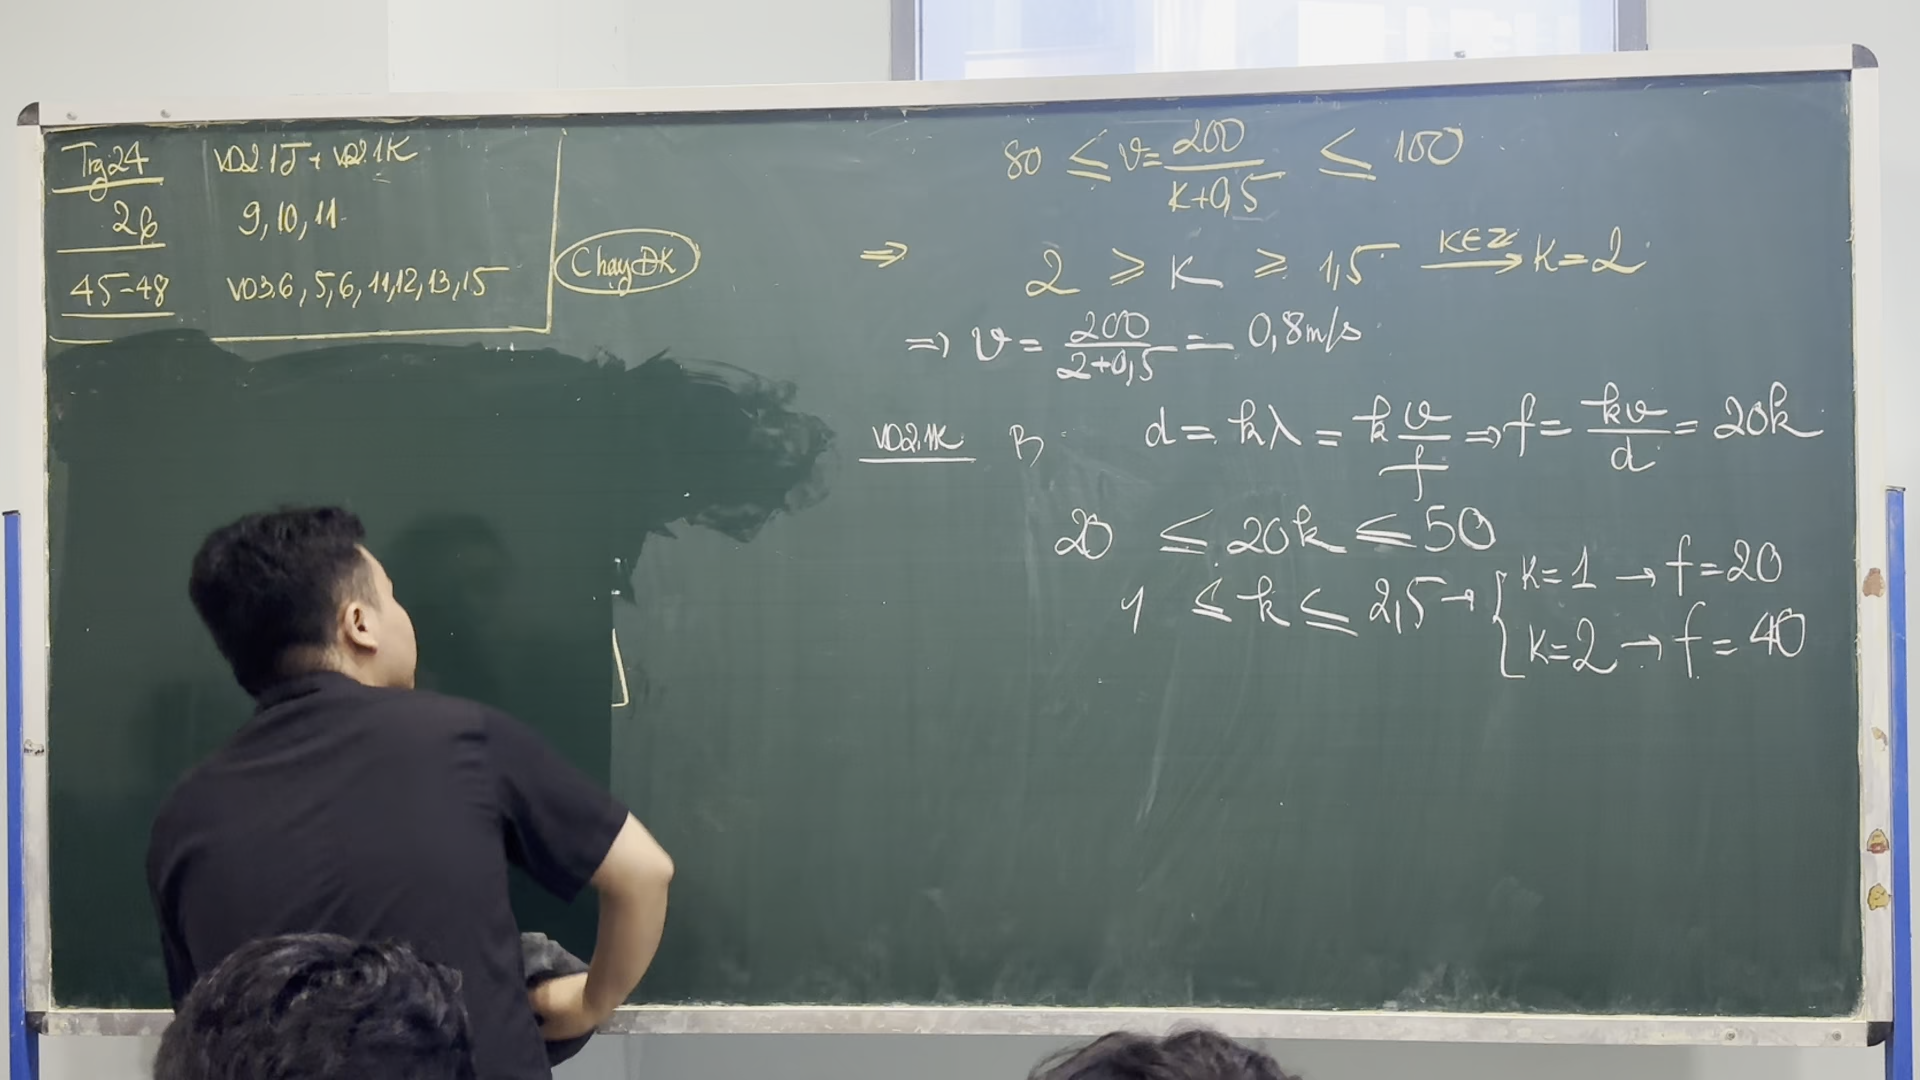 Trg24 VD2.1J + VD2.1K
26 9, 10, 11
45-48 VD3.6, 5, 6, 11, 12, 13, 15
Chạy ĐK
80 ≤ v = 200/(K+0,5) ≤ 100
⇒ 2 ≥ K ≥ 1,5 K∈Z → K=2
⇒ v = 200/(2+0,5) = 0,8m/s
VD2.1K B d = kλ = k v/f ⇒ f = kv/d = 20k
20 ≤ 20k ≤ 50
1 ≤ k ≤ 2,5 →
K=1 → f=20
K=2 → f=40